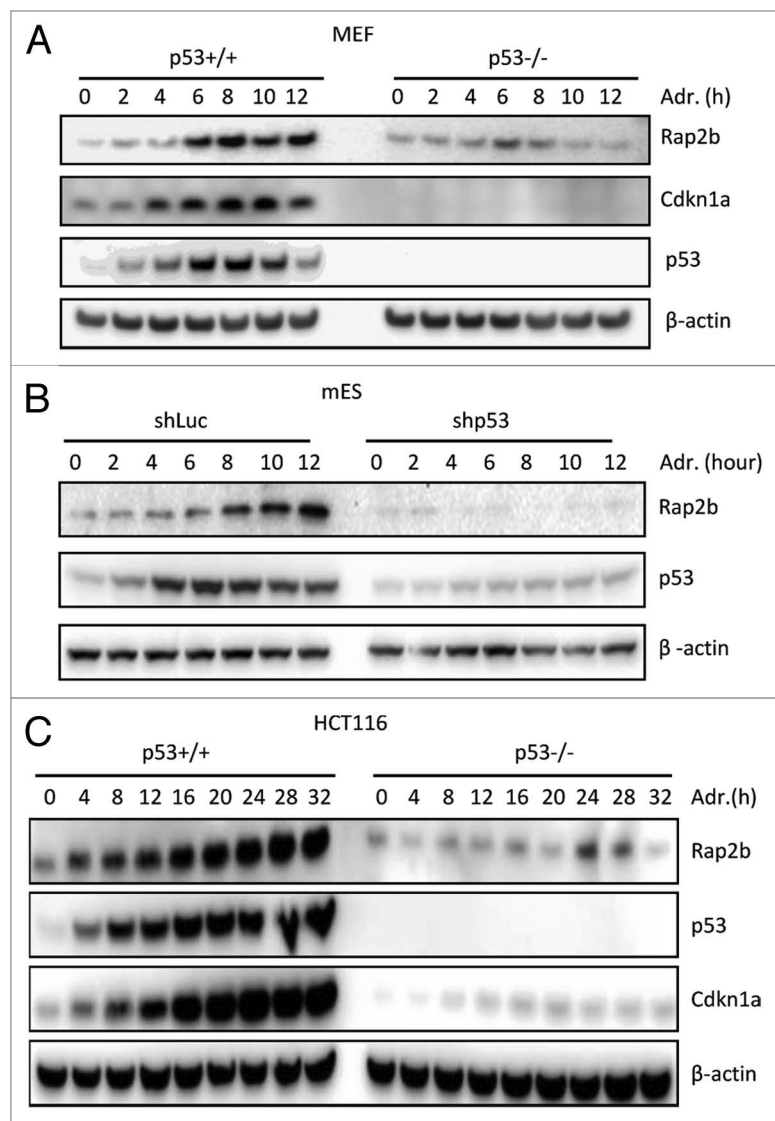 A
MEF
p53+/+ p53-/-
0 2 4 6 8 10 12 0 2 4 6 8 10 12 Adr. (h)
Rap2b
Cdkn1a
p53
β-actin
B
mES
shLuc shp53
0 2 4 6 8 10 12 0 2 4 6 8 10 12 Adr. (hour)
Rap2b
p53
β -actin
C
HCT116
p53+/+ p53-/-
0 4 8 12 16 20 24 28 32 0 4 8 12 16 20 24 28 32 Adr.(h)
Rap2b
p53
Cdkn1a
β-actin